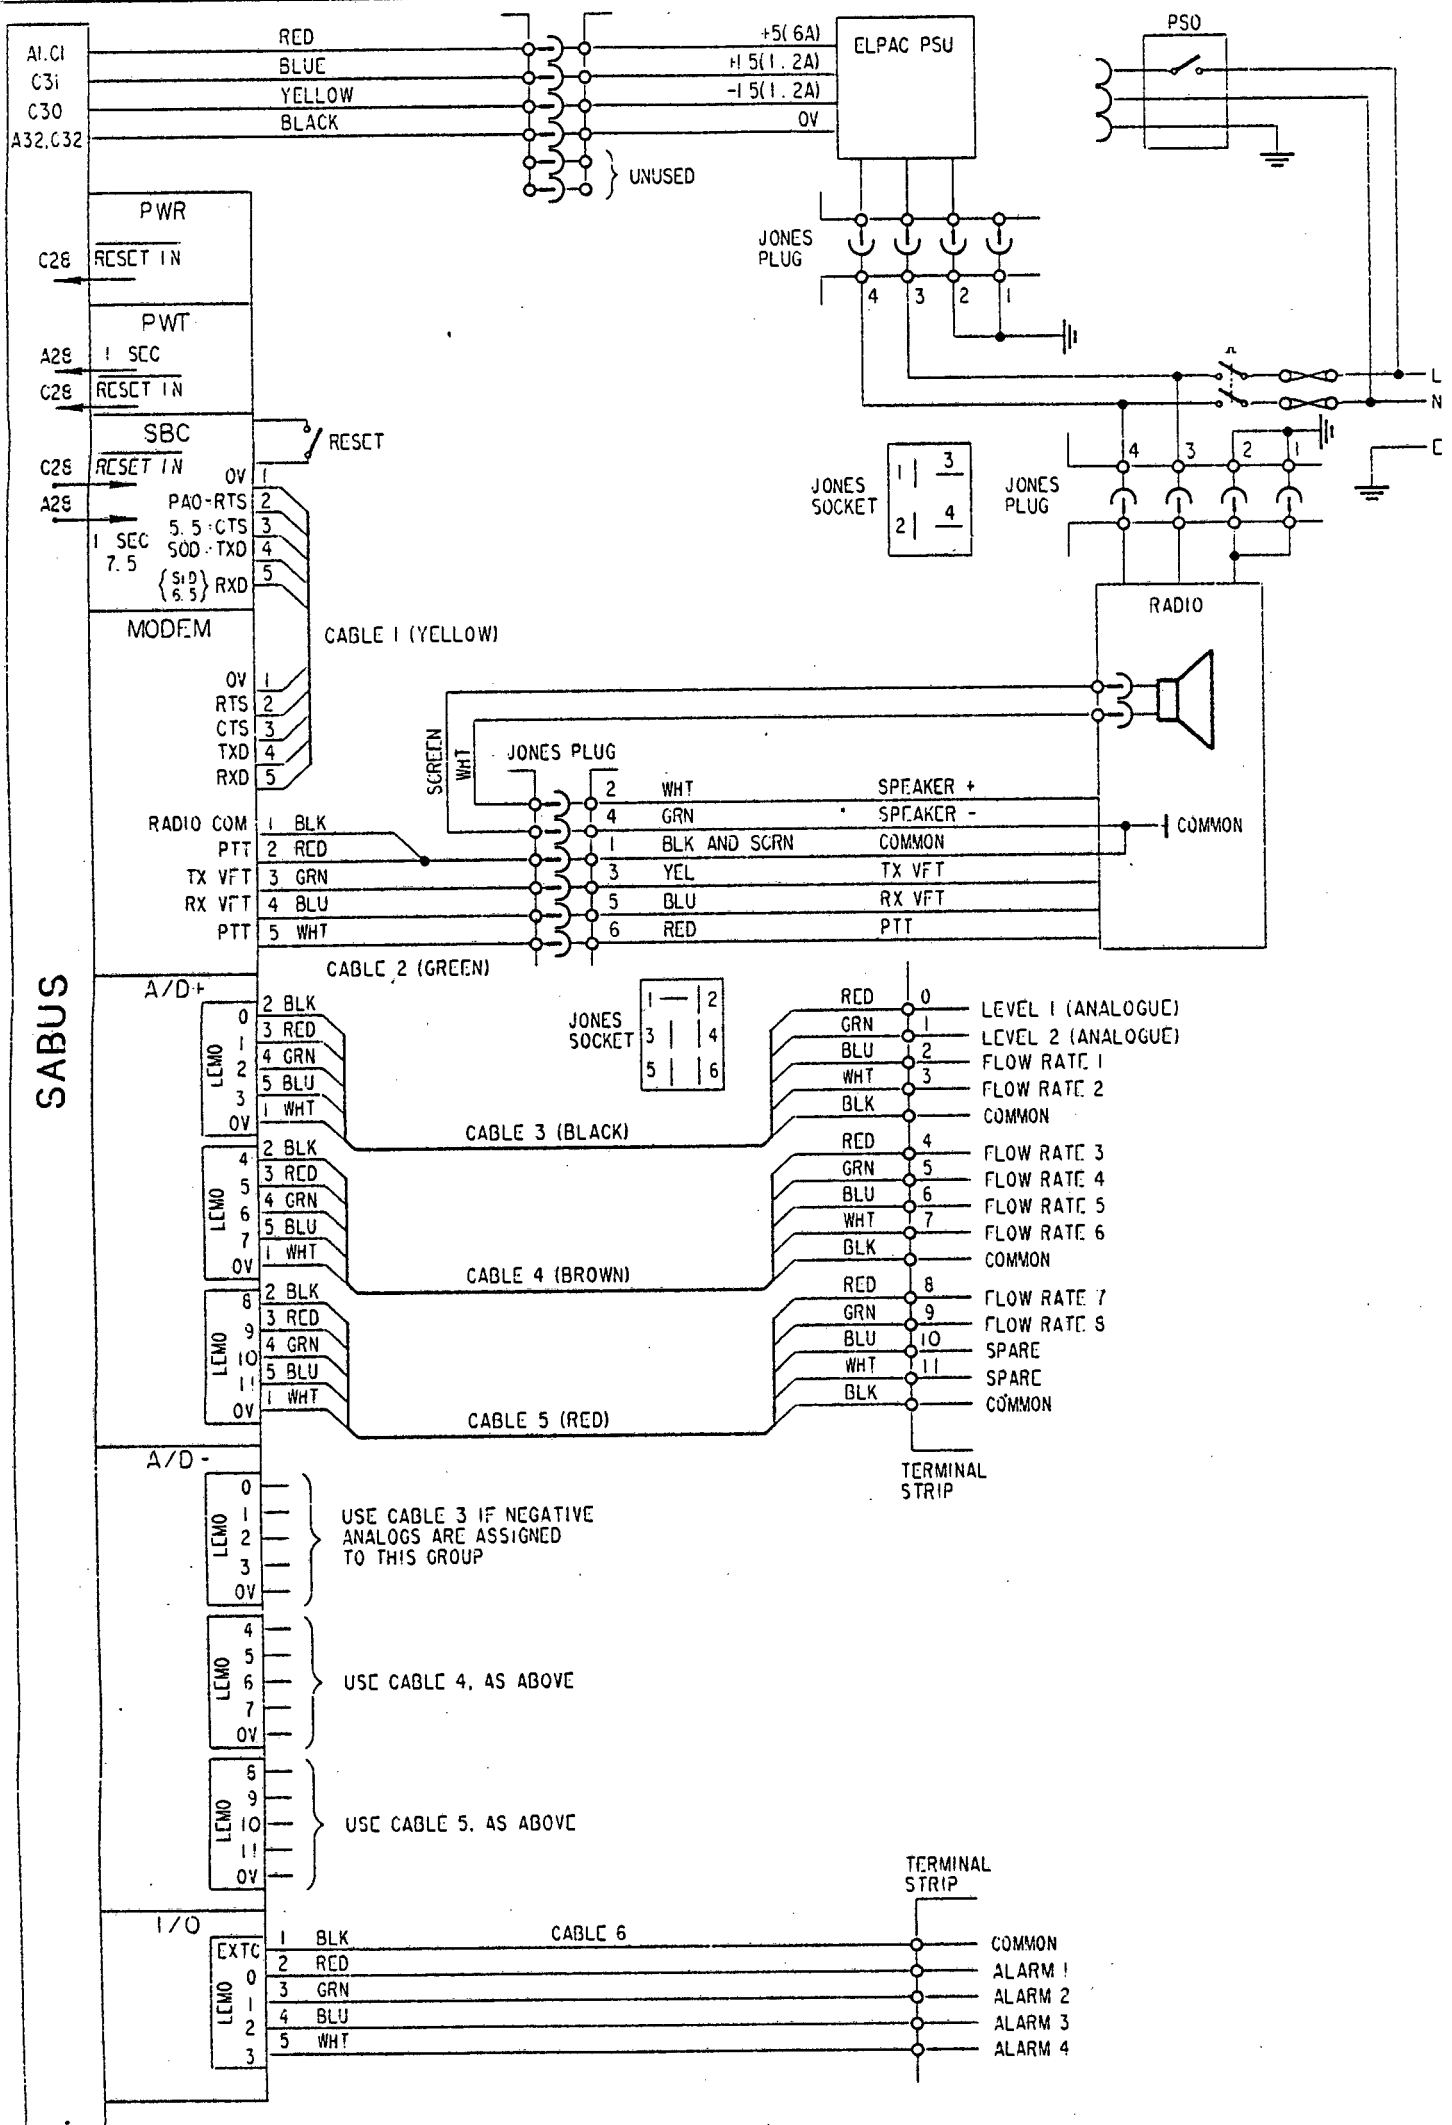 A1.C1
RED
C31
BLUE
C30
YELLOW
A32.C32
BLACK
+5(6A)
+15(1.2A)
-15(1.2A)
0V
UNUSED
ELPAC PSU
PSO
JONES
PLUG
4 3 2 1
L
N
PWR
C28 RESET IN
PWT
A28 1 SEC
C28 RESET IN
SBC
RESET
C28 RESET IN
A28
1 SEC
7.5
0V 1
PAO-RTS 2
5.5 CTS 3
SOD TXD 4
{SID 6.5} RXD 5
CABLE 1 (YELLOW)
MODEM
0V 1
RTS 2
CTS 3
TXD 4
RXD 5
RADIO COM 1 BLK
PTT 2 RED
TX VFT 3 GRN
RX VFT 4 BLU
PTT 5 WHT
CABLE 2 (GREEN)
JONES
SOCKET
1 3
2 4
JONES
PLUG
4 3 2 1
RADIO
SCREEN
WHT
JONES PLUG
2 WHT SPEAKER +
4 GRN SPEAKER -
1 BLK AND SCRN COMMON
3 YEL TX VFT
5 BLU RX VFT
6 RED PTT
COMMON
JONES
SOCKET
1 2
3 4
5 6
SABUS
A/D+
LEMO
0 2 BLK
1 3 RED
2 4 GRN
3 5 BLU
0V 1 WHT
CABLE 3 (BLACK)
RED 0 LEVEL 1 (ANALOGUE)
GRN 1 LEVEL 2 (ANALOGUE)
BLU 2 FLOW RATE 1
WHT 3 FLOW RATE 2
BLK COMMON
LEMO
4 2 BLK
5 3 RED
6 4 GRN
7 5 BLU
0V 1 WHT
CABLE 4 (BROWN)
RED 4 FLOW RATE 3
GRN 5 FLOW RATE 4
BLU 6 FLOW RATE 5
WHT 7 FLOW RATE 6
BLK COMMON
LEMO
8 2 BLK
9 3 RED
10 4 GRN
11 5 BLU
0V 1 WHT
CABLE 5 (RED)
RED 8 FLOW RATE 7
GRN 9 FLOW RATE 8
BLU 10 SPARE
WHT 11 SPARE
BLK COMMON
TERMINAL
STRIP
A/D-
LEMO
0
1
2
3
0V
USE CABLE 3 IF NEGATIVE
ANALOGS ARE ASSIGNED
TO THIS GROUP
LEMO
4
5
6
7
0V
USE CABLE 4, AS ABOVE
LEMO
8
9
10
11
0V
USE CABLE 5, AS ABOVE
TERMINAL
STRIP
I/O
LEMO
CABLE 6
EXTC 1 BLK COMMON
0 2 RED ALARM 1
1 3 GRN ALARM 2
2 4 BLU ALARM 3
3 5 WHT ALARM 4